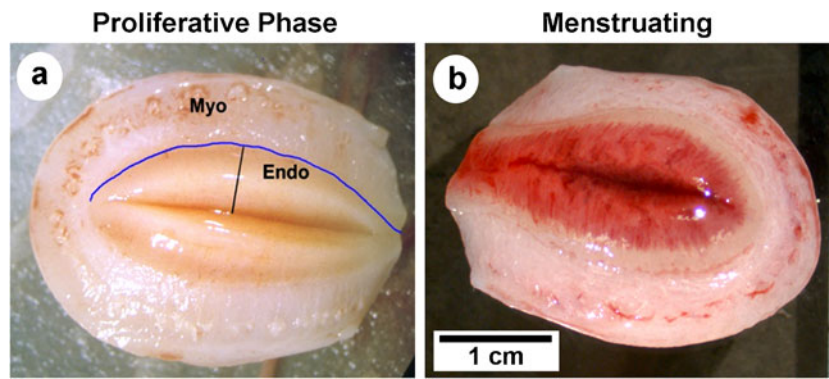 Proliferative Phase
Menstruating
a
Myo
Endo
b
1 cm